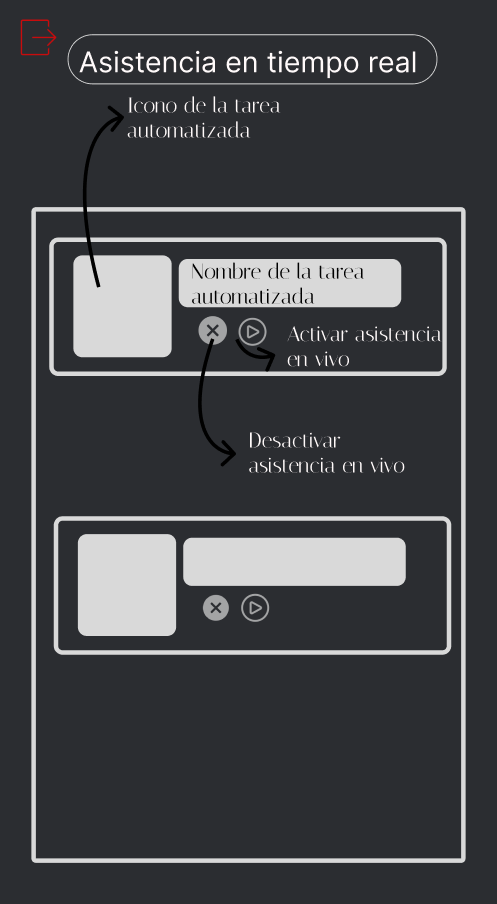 Asistencia en tiempo real
Icono de la tarea
automatizada
Nombre de la tarea
automatizada
Activar asistencia
en vivo
Desactivar
asistencia en vivo